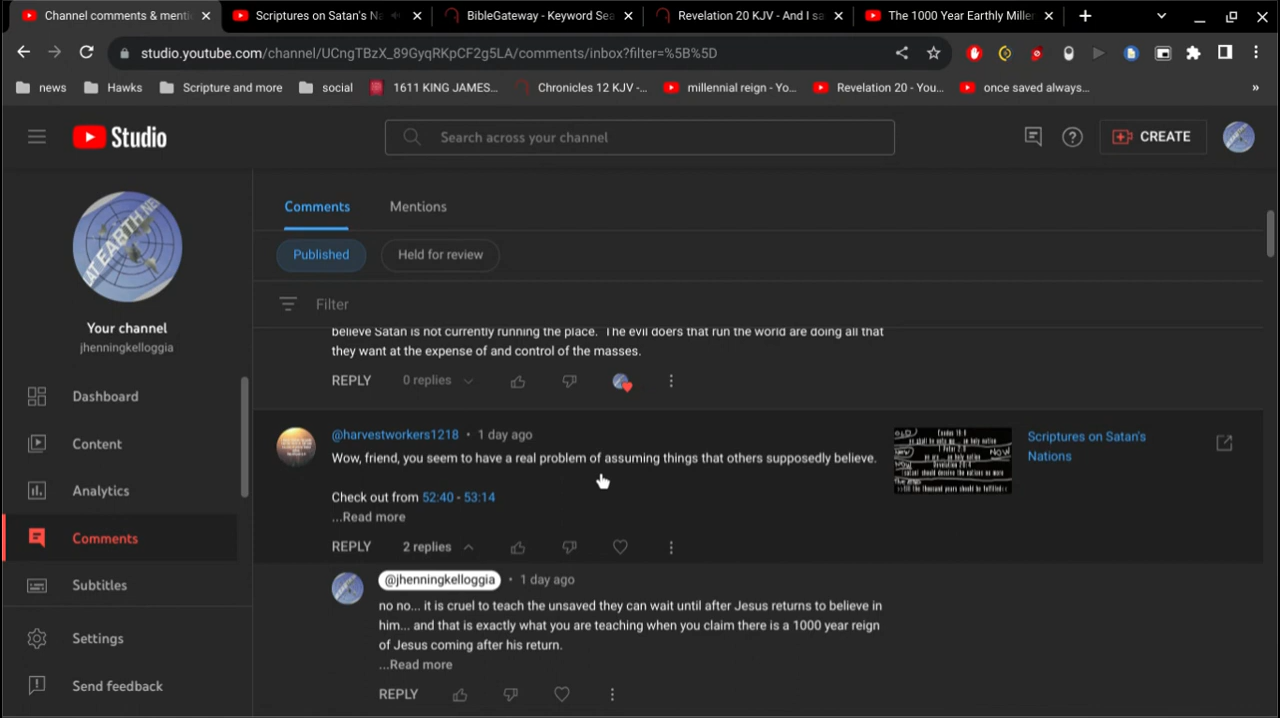 Channel comments & menti
Scriptures on Satan's Na
BibleGateway - Keyword Sea
Revelation 20 KJV - And I sa
The 1000 Year Earthly Miller
studio.youtube.com/channel/UCngTBzX_89GyqRKpCF2g5LA/comments/inbox?filter=%5B%5D
news
Hawks
Scripture and more
social
1611 KING JAMES...
Chronicles 12 KJV -...
millennial reign - Yo...
Revelation 20 - You...
once saved always...
»
Studio
Search across your channel
CREATE
Your channel
jhenningkelloggia
Dashboard
Content
Analytics
Comments
Subtitles
Settings
Send feedback
Comments
Mentions
Published
Held for review
Filter
believe Satan is not currently running the place. The evil doers that run the world are doing all that
they want at the expense of and control of the masses.
REPLY
0 replies
@harvestworkers1218 • 1 day ago
Wow, friend, you seem to have a real problem of assuming things that others supposedly believe.
Check out from 52:40 - 53:14
...Read more
REPLY
2 replies
Scriptures on Satan's
Nations
@jhenningkelloggia • 1 day ago
no no... it is cruel to teach the unsaved they can wait until after Jesus returns to believe in
him... and that is exactly what you are teaching when you claim there is a 1000 year reign
of Jesus coming after his return.
...Read more
REPLY